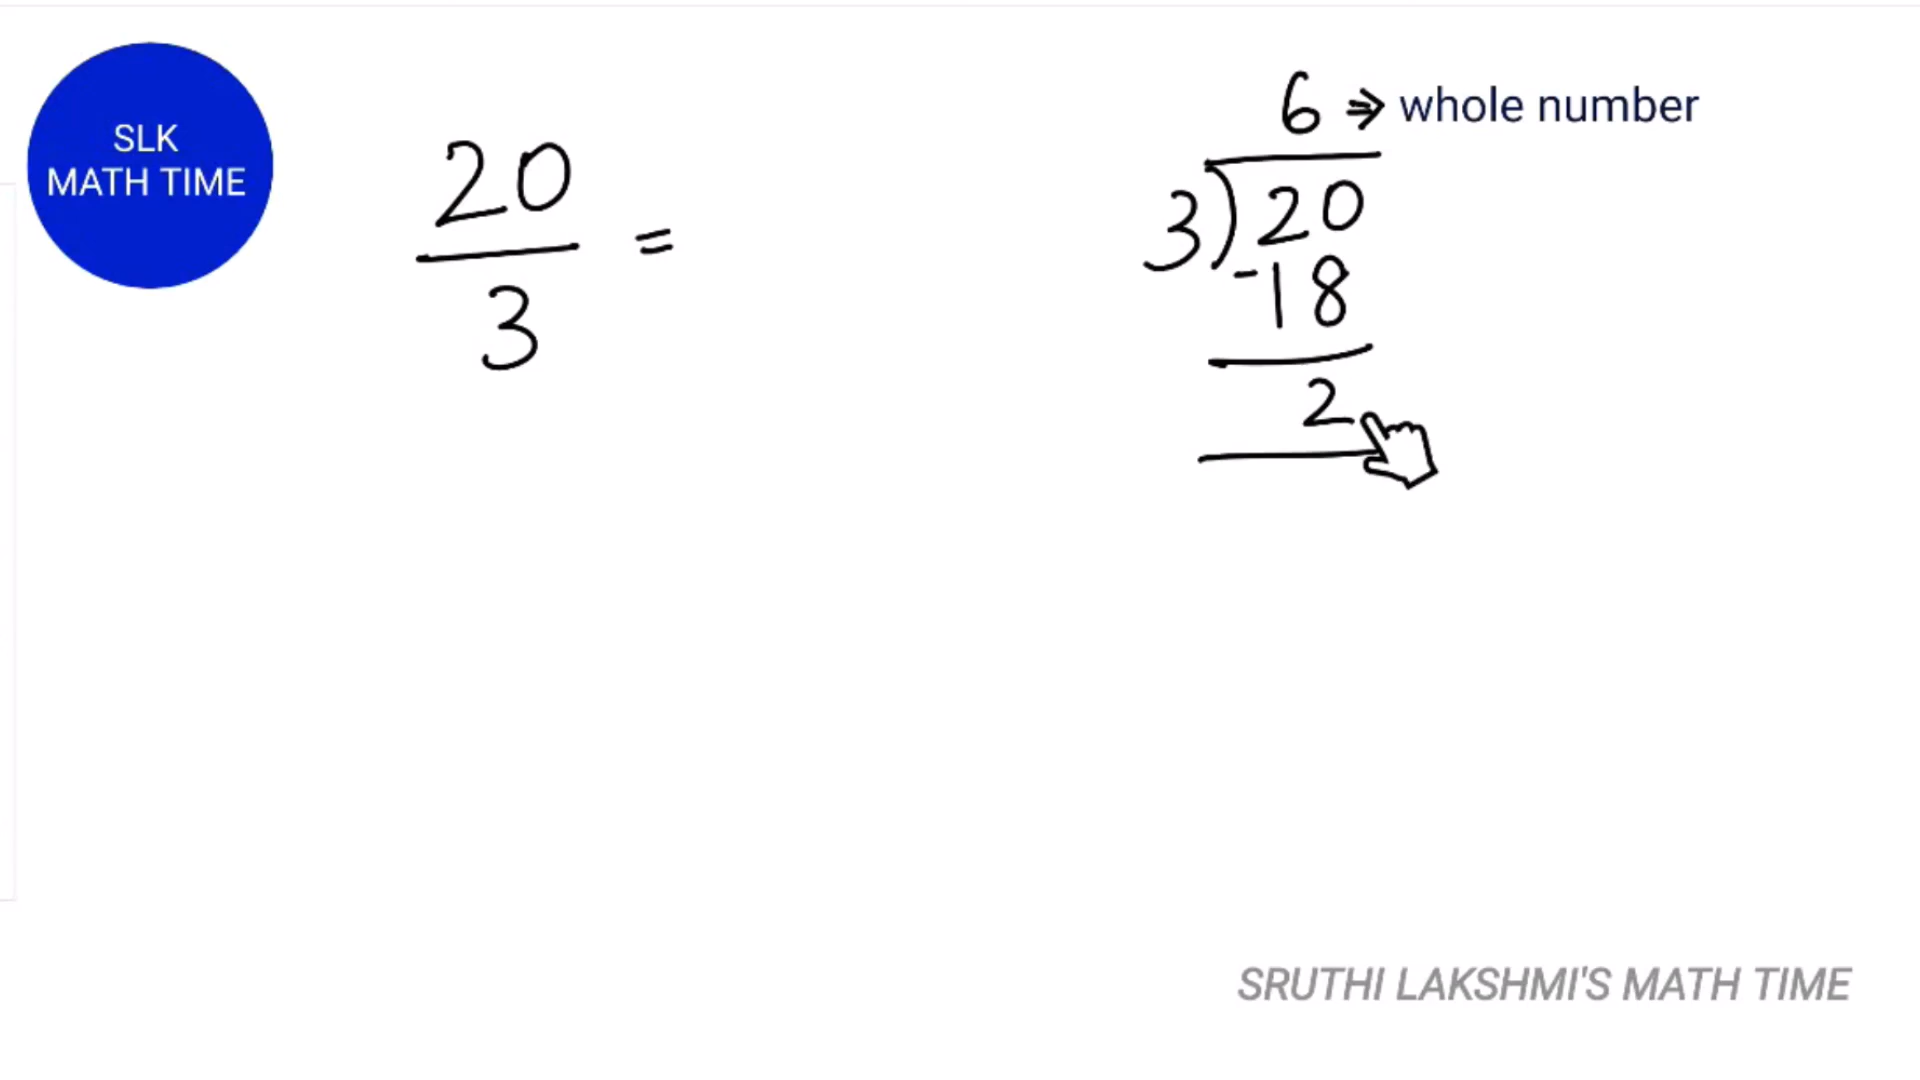 SLK
MATH TIME
20
3
=
6 ⇒ whole number
3)20
-18
2
SRUTHI LAKSHMI'S MATH TIME